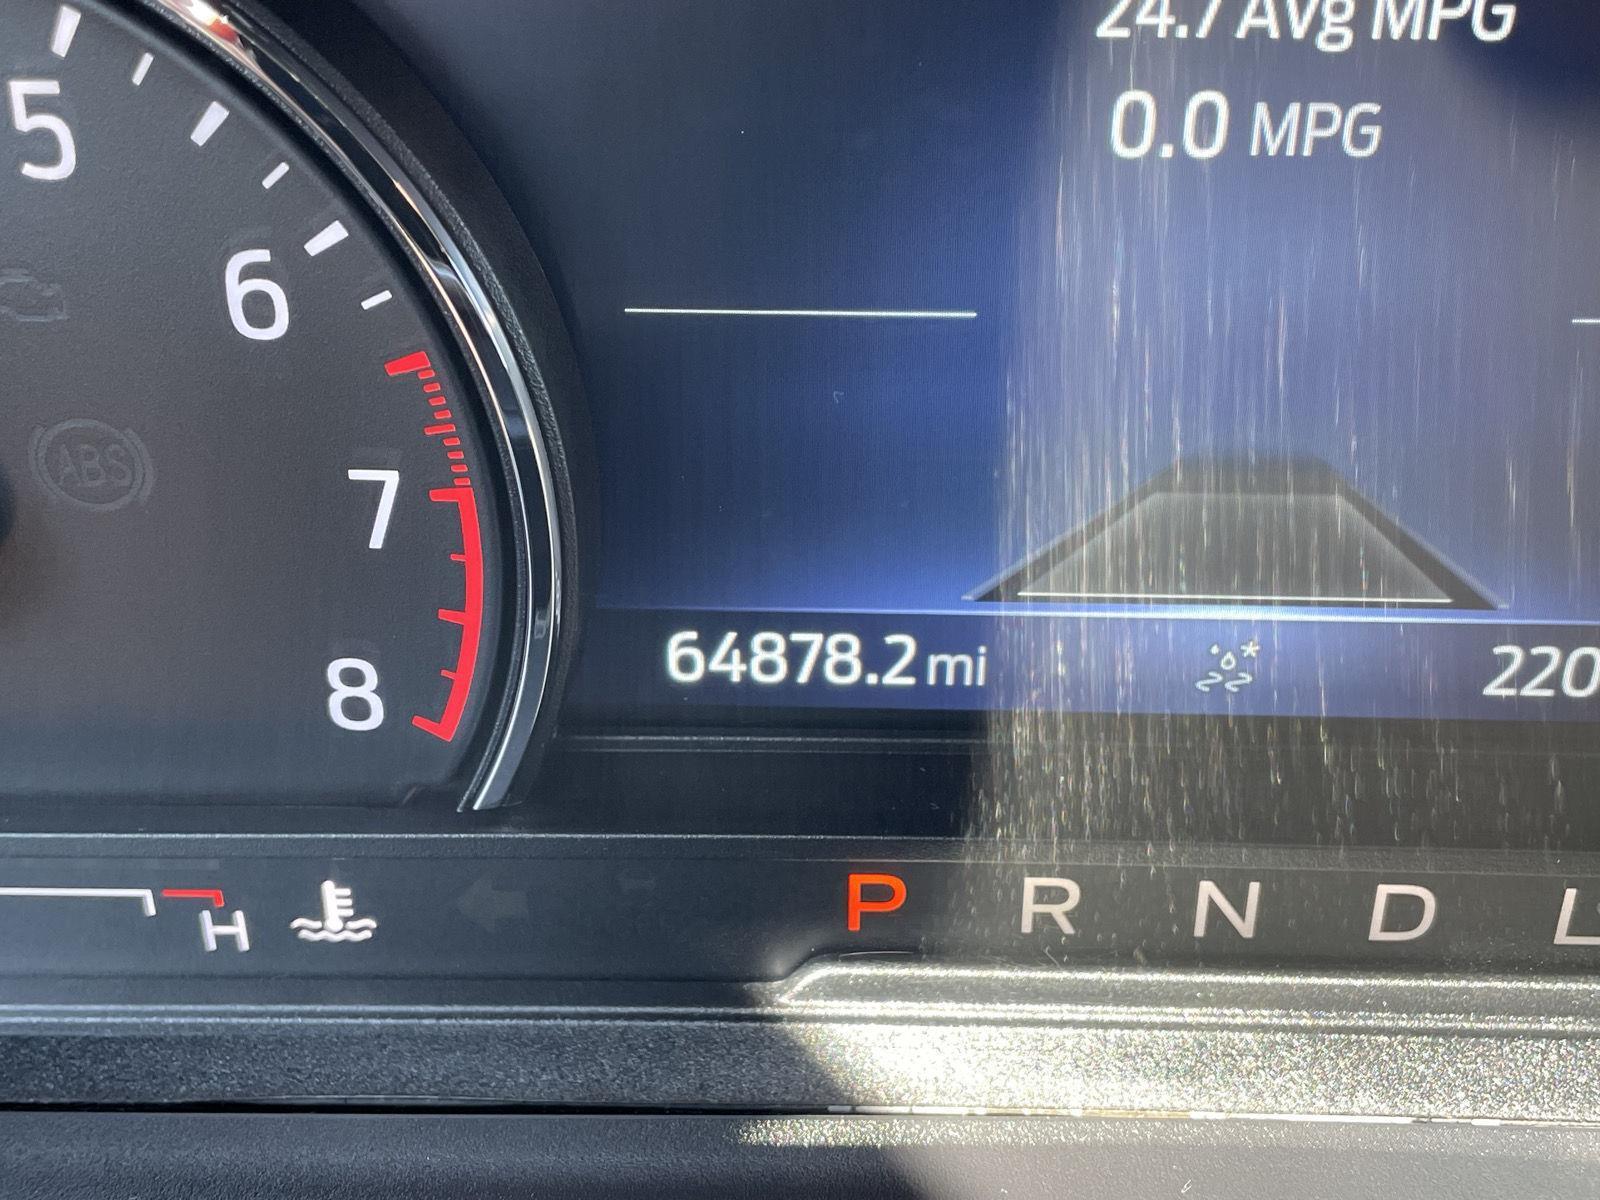 24.7 Avg MPG
0.0 MPG
5
6
ABS
7
8
64878.2 mi
220
H
P R N D L